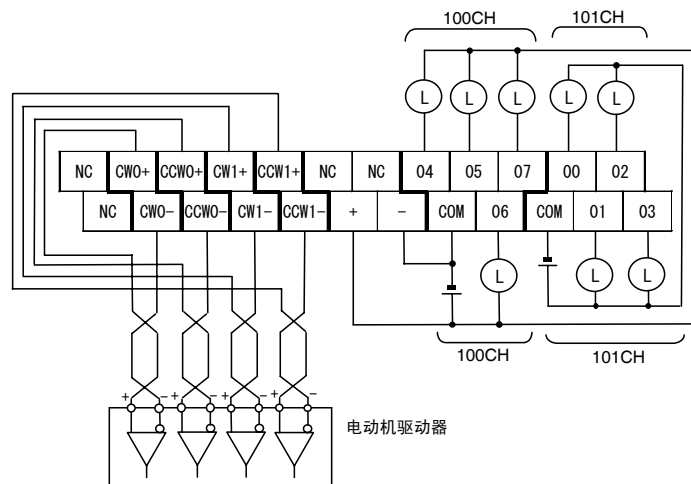 100CH 101CH
L L L L L
NC CW0+ CCW0+ CW1+ CCW1+ NC NC 04 05 07 00 02
NC CW0- CCW0- CW1- CCW1- + - COM 06 COM 01 03
L L L
100CH 101CH
+ - + - + - + -
电动机驱动器